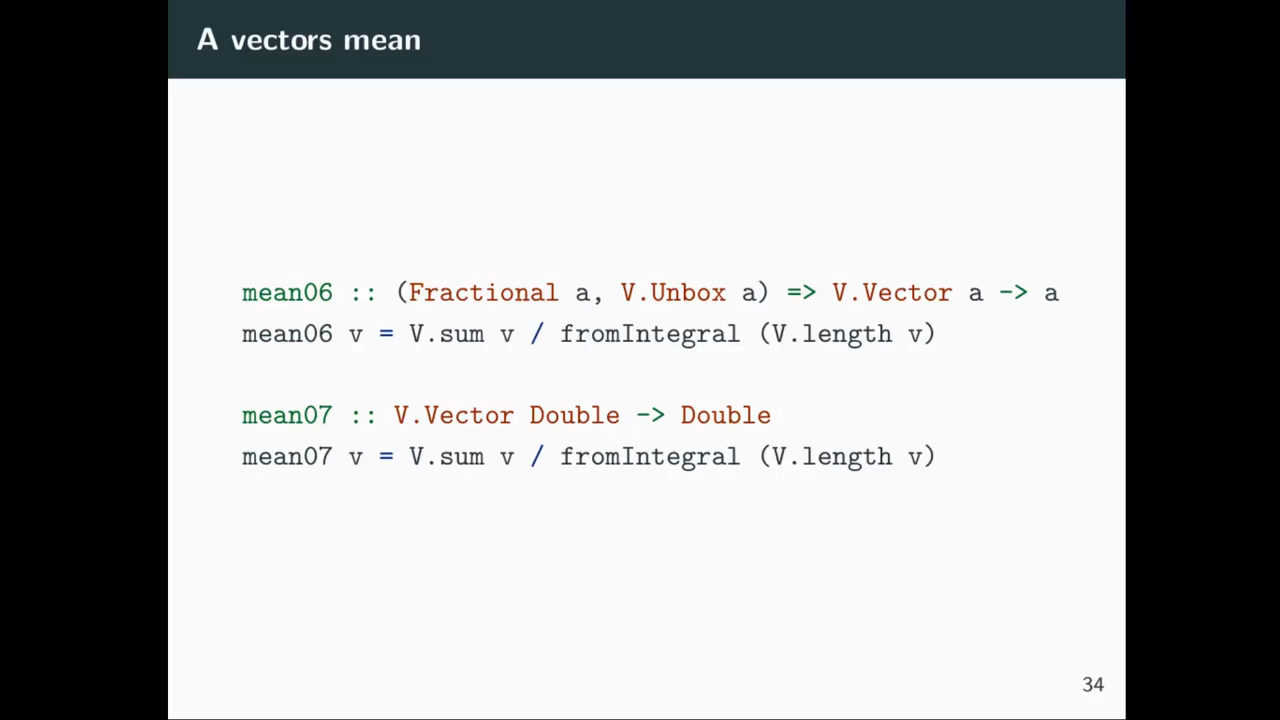 A vectors mean
mean06 :: (Fractional a, V.Unbox a) => V.Vector a -> a
mean06 v = V.sum v / fromIntegral (V.length v)
mean07 :: V.Vector Double -> Double
mean07 v = V.sum v / fromIntegral (V.length v)
34